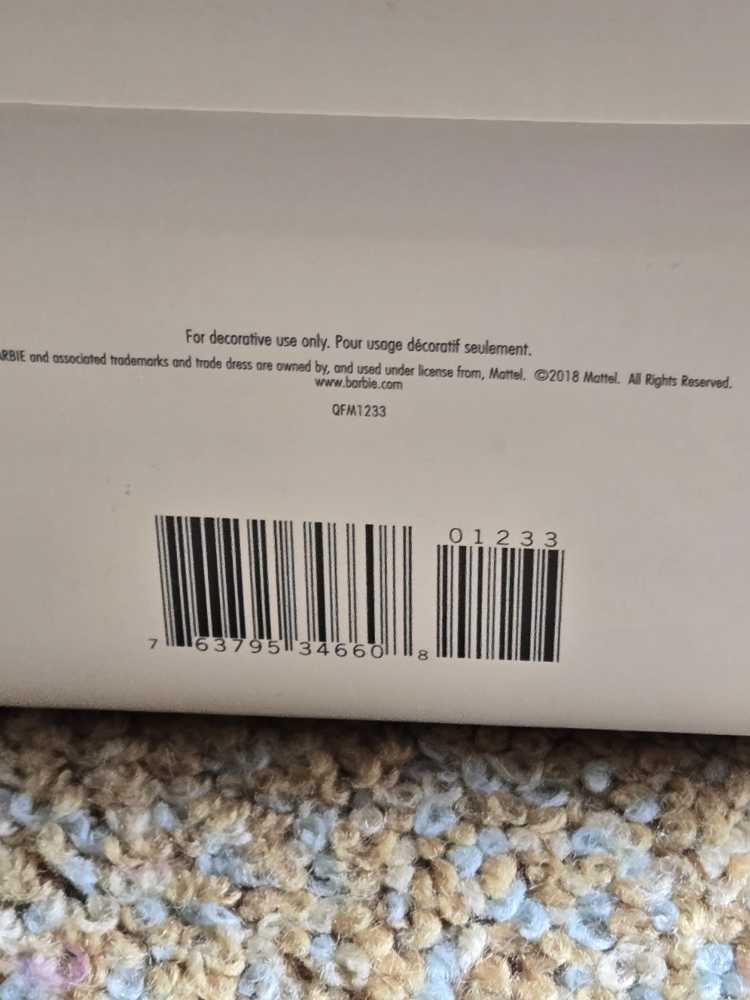 For decorative use only. Pour usage décoratif seulement.
ARBIE and associated trademarks and trade dress are owned by, and used under license from, Mattel. ©2018 Mattel. All Rights Reserved.
www.barbie.com
QFM1233
01233
7 63795 34660 8